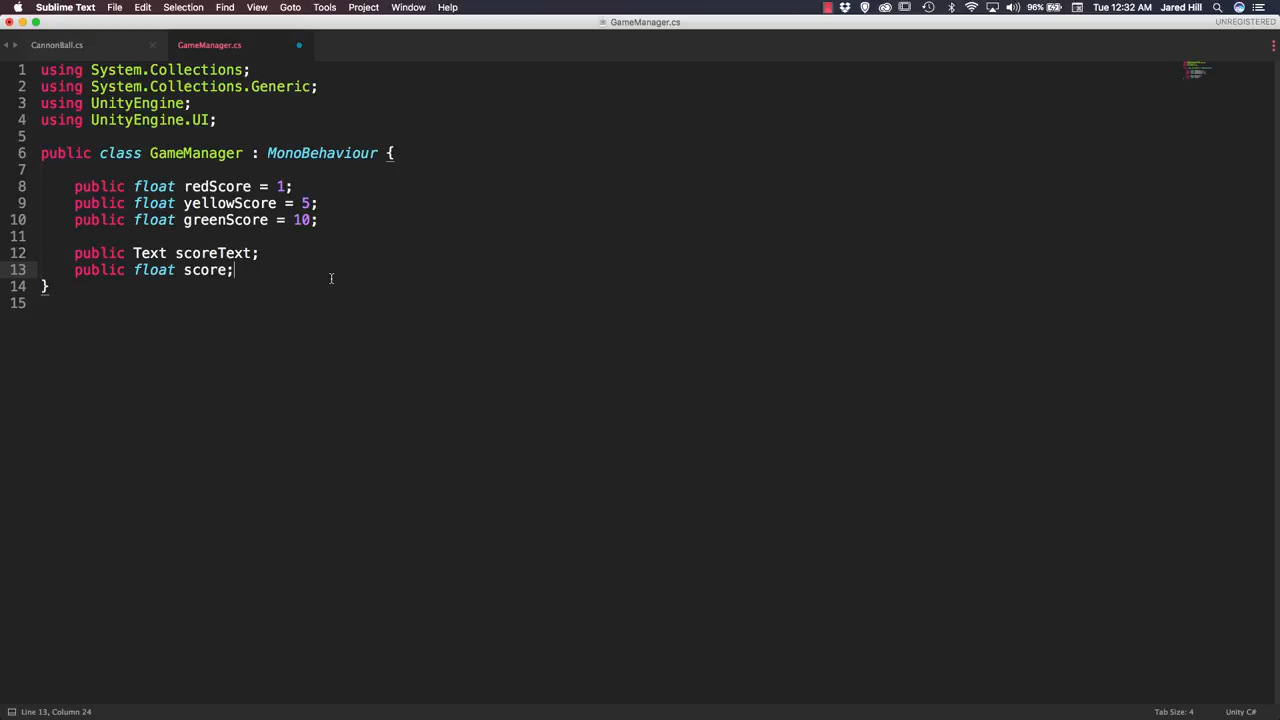 Sublime Text File Edit Selection Find View Goto Tools Project Window Help 96% Tue 12:32 AM Jared Hill
GameManager.cs UNREGISTERED
CannonBall.cs GameManager.cs
1 using System.Collections;
2 using System.Collections.Generic;
3 using UnityEngine;
4 using UnityEngine.UI;
5
6 public class GameManager : MonoBehaviour {
7
8 public float redScore = 1;
9 public float yellowScore = 5;
10 public float greenScore = 10;
11
12 public Text scoreText;
13 public float score;
14 }
15
Line 13, Column 24 Tab Size: 4 Unity C#